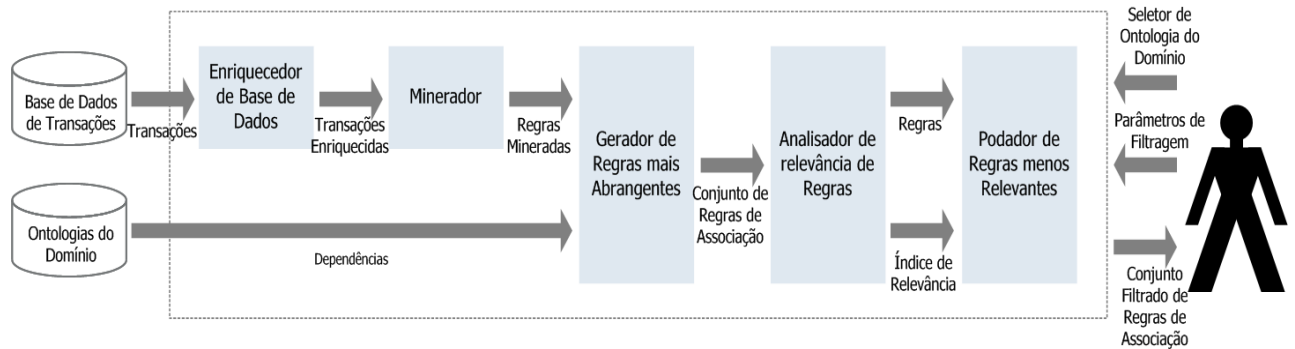 Base de Dados
de Transações
Transações
Enriquecedor
de Base de
Dados
Transações
Enriquecidas
Minerador
Regras
Mineradas
Gerador de
Regras mais
Abrangentes
Conjunto de
Regras de
Associação
Analisador de
relevância de
Regras
Regras
Índice de
Relevância
Podador de
Regras menos
Relevantes
Seletor de
Ontologia do
Domínio
Parâmetros de
Filtragem
Conjunto
Filtrado de
Regras de
Associação
Ontologias do
Domínio
Dependências